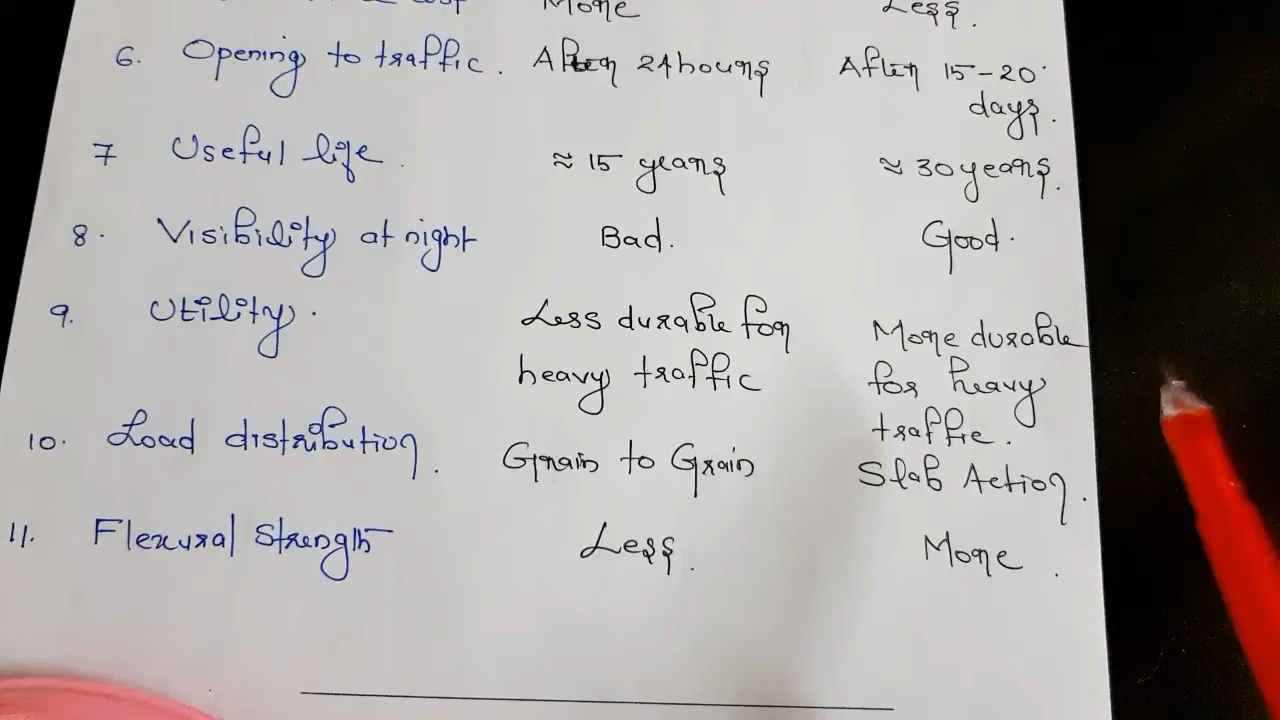 More Less.
6. Opening to traffic. After 24 hours After 15-20
days.
7 Useful life. ≈ 15 years ≈ 30 years.
8. Visibility at night Bad. Good.
9. Utility. Less durable for More durable
heavy traffic for heavy
traffic.
10. Load distribution. Grain to Grain Slab Action.
11. Flexural Strength Less. More.